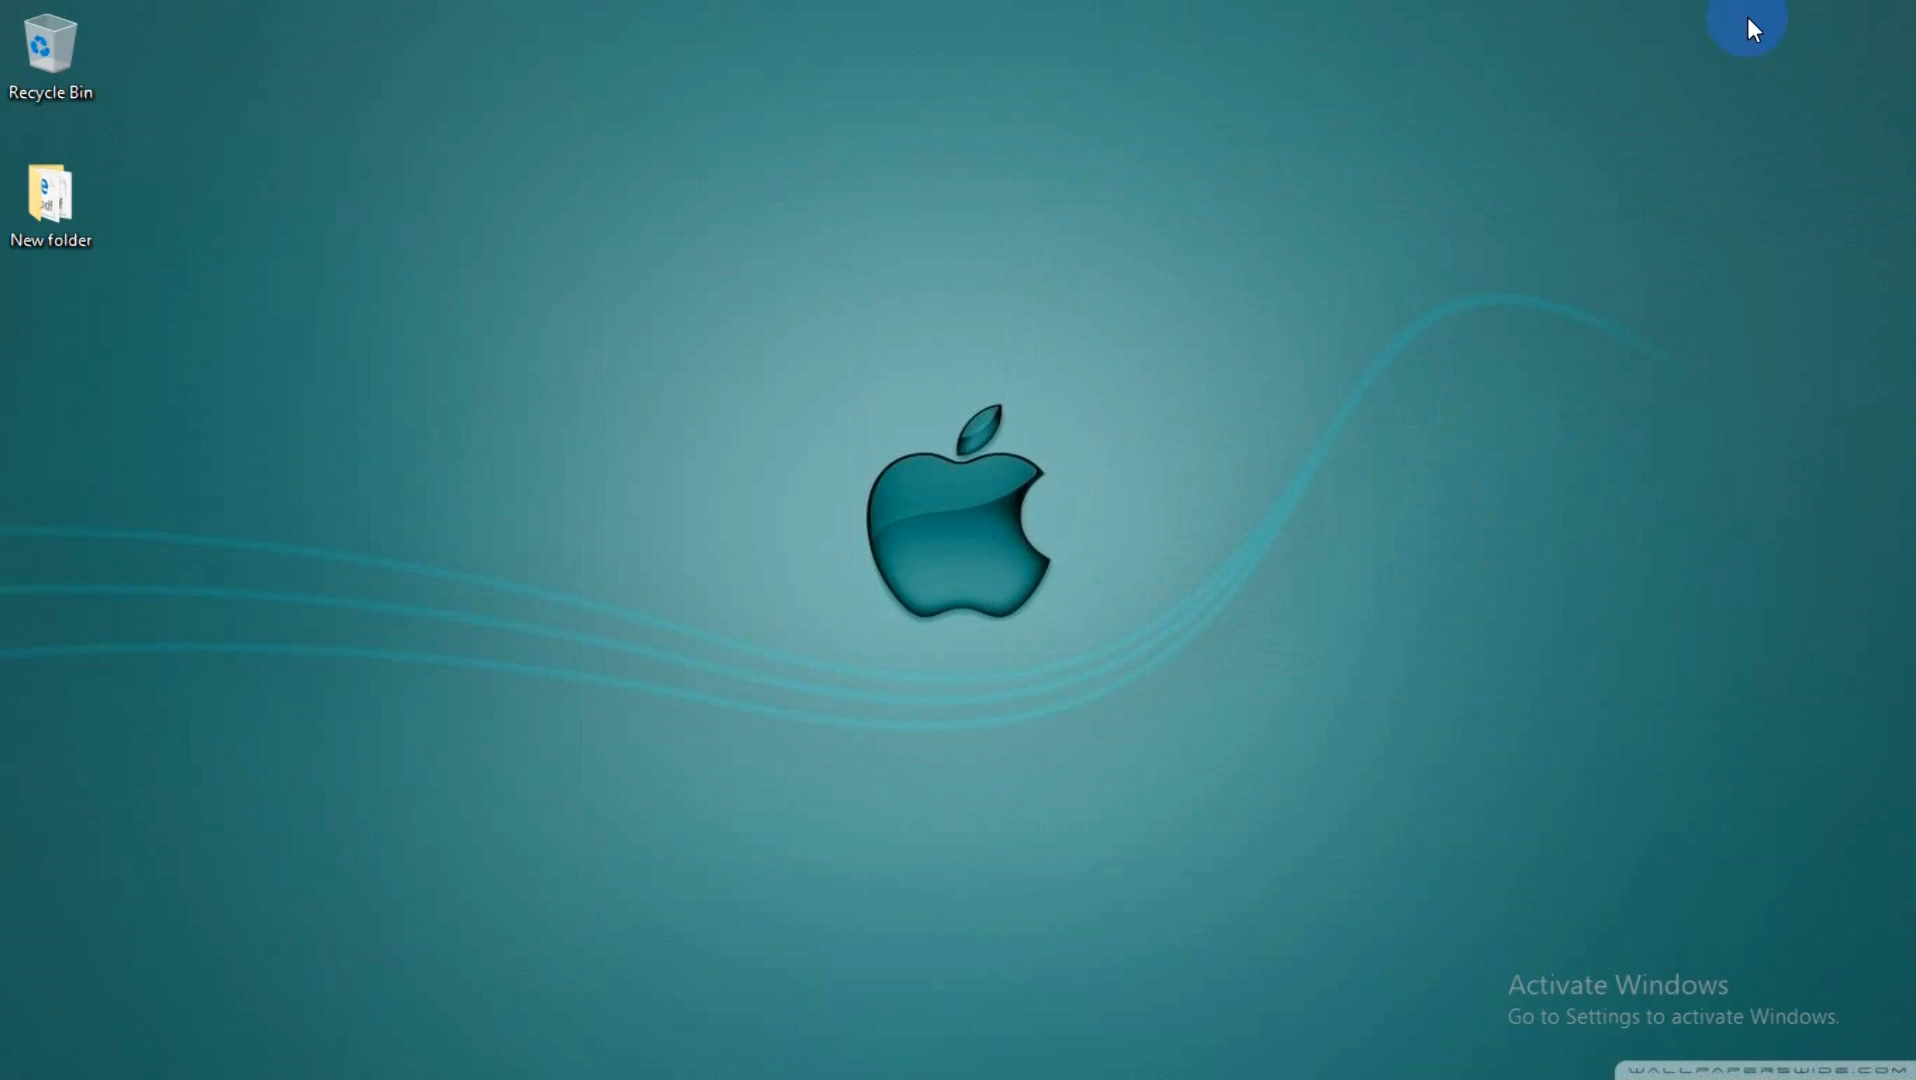 Recycle Bin
New folder
Activate Windows
Go to Settings to activate Windows.
WALLPAPERSWIDE.COM